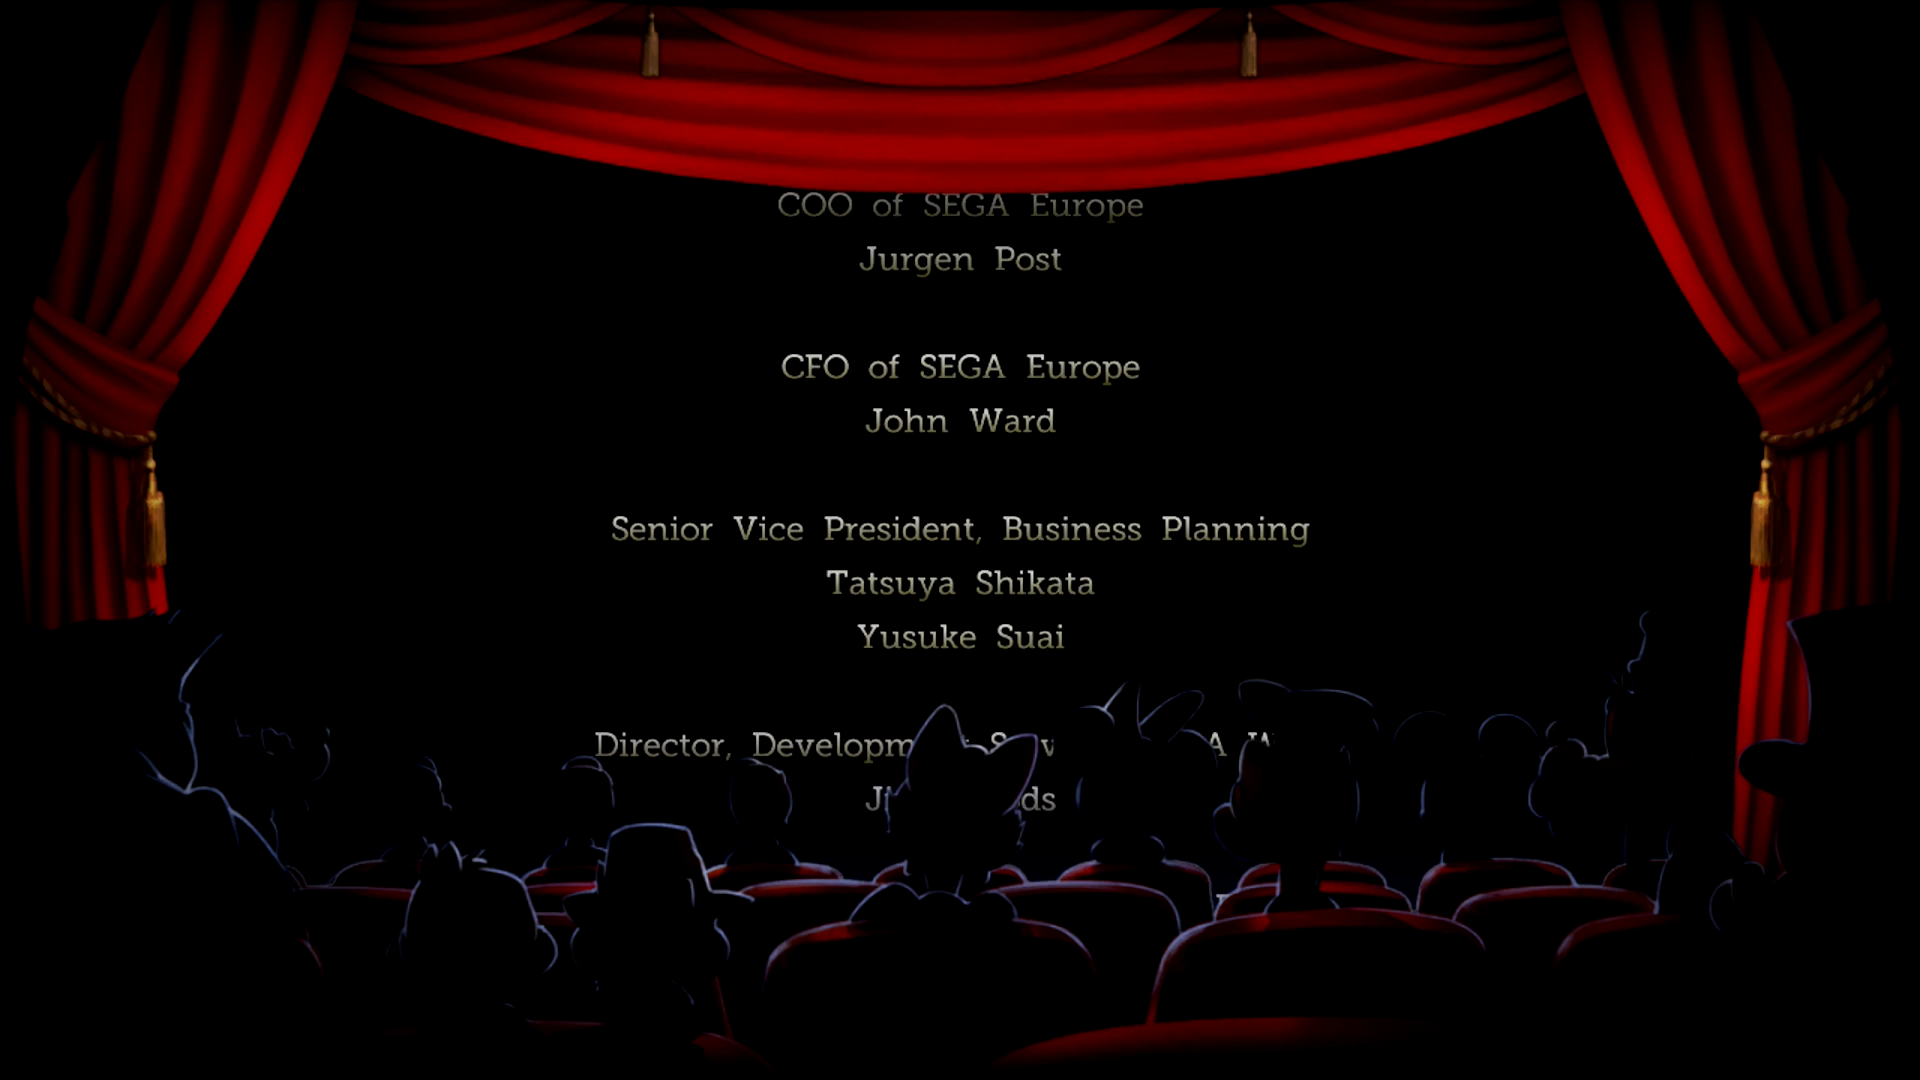 COO of SEGA Europe
Jurgen Post
CFO of SEGA Europe
John Ward
Senior Vice President, Business Planning
Tatsuya Shikata
Yusuke Suai
Director,